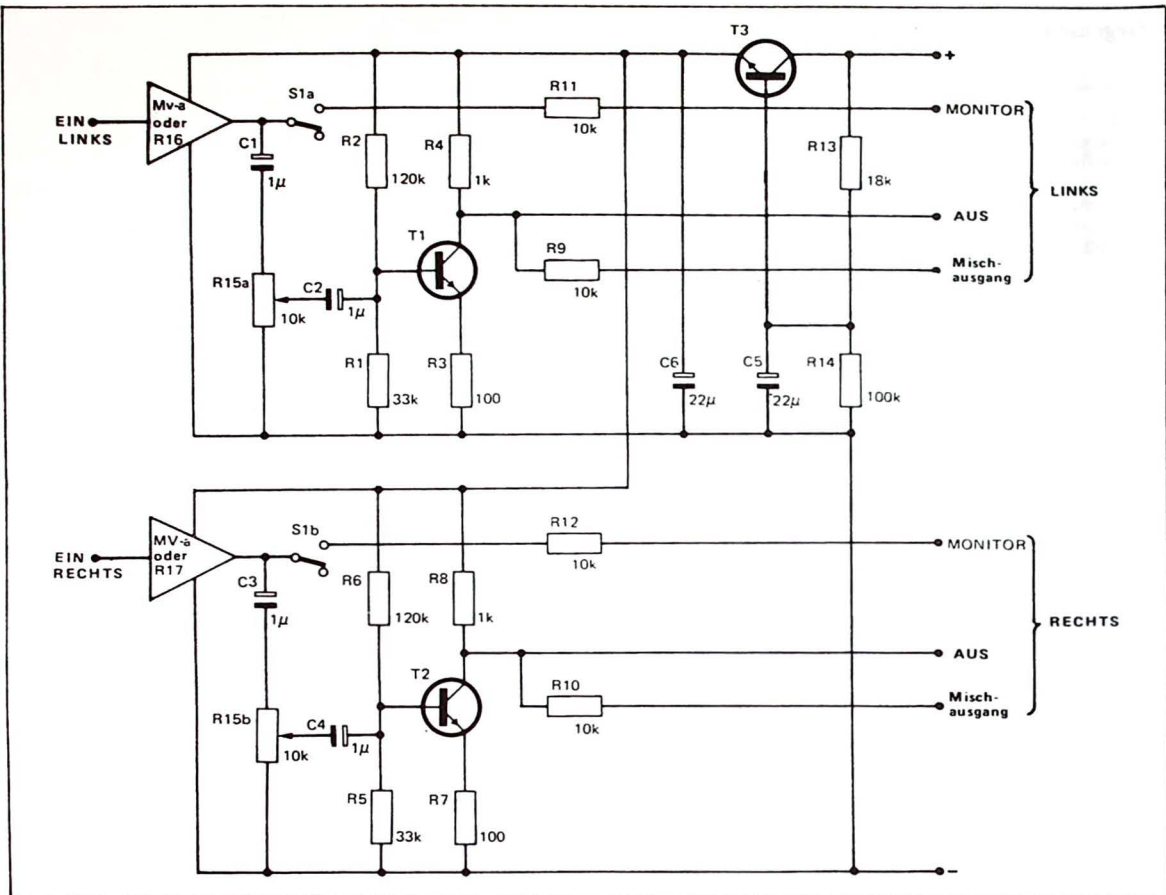 T3
+
Mv-a
oder
R16
EIN
LINKS
S1a
C1
1µ
R2
120k
R4
1k
R11
10k
MONITOR
R13
18k
LINKS
AUS
T1
R9
10k
Misch-
ausgang
R15a
10k
C2
1µ
R1
33k
R3
100
C6
22µ
C5
22µ
R14
100k
MV-a
oder
R17
EIN
RECHTS
S1b
C3
1µ
R6
120k
R8
1k
R12
10k
MONITOR
RECHTS
AUS
T2
R10
10k
Misch-
ausgang
R15b
10k
C4
1µ
R5
33k
R7
100
-